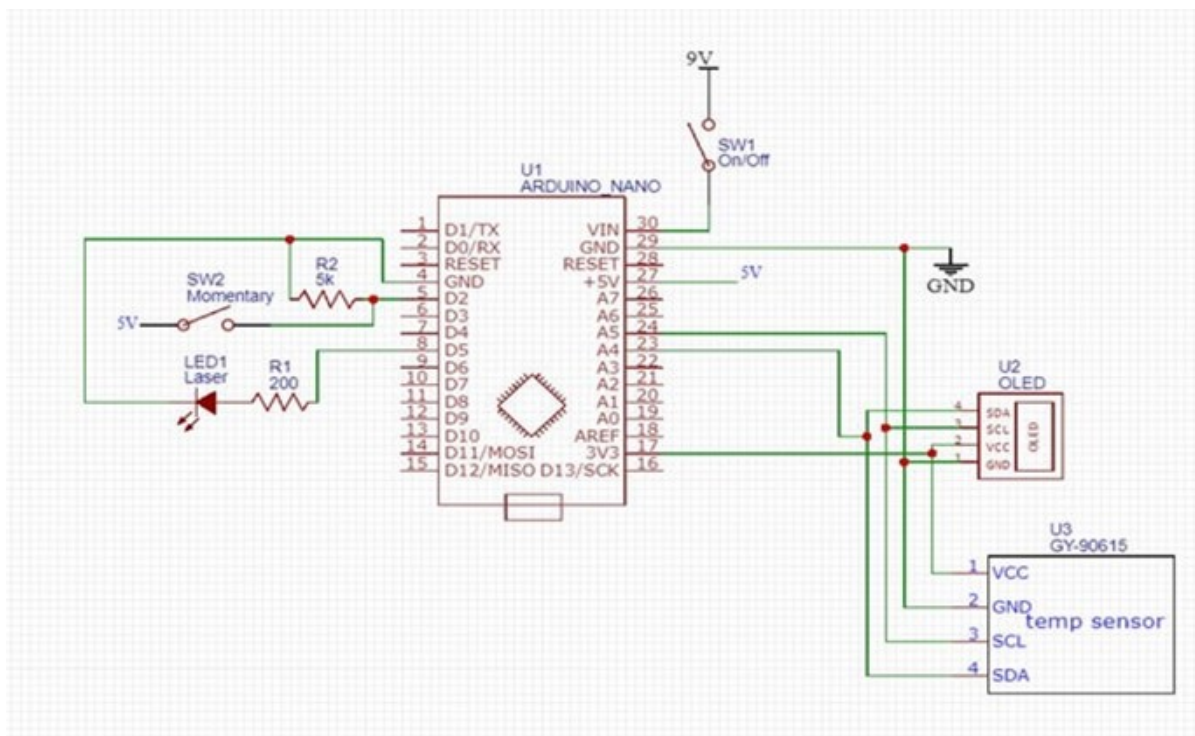 9V
SW1
On/Off
U1
ARDUINO_NANO
1 D1/TX VIN 30
2 D0/RX GND 29
3 RESET RESET 28
4 GND +5V 27
5V
5 D2 A7 26
6 D3 A6 25
7 D4 A5 24
8 D5 A4 23
9 D6 A3 22
10 D7 A2 21
11 D8 A1 20
12 D9 A0 19
13 D10 AREF 18
14 D11/MOSI 3V3 17
15 D12/MISO D13/SCK 16
GND
R2
5k
SW2
Momentary
5V
LED1
Laser
R1
200
U2
OLED
4 SDA
3 SCL
2 VCC
1 GND
OLED
U3
GY-90615
1 VCC
2 GND
temp sensor
3 SCL
4 SDA